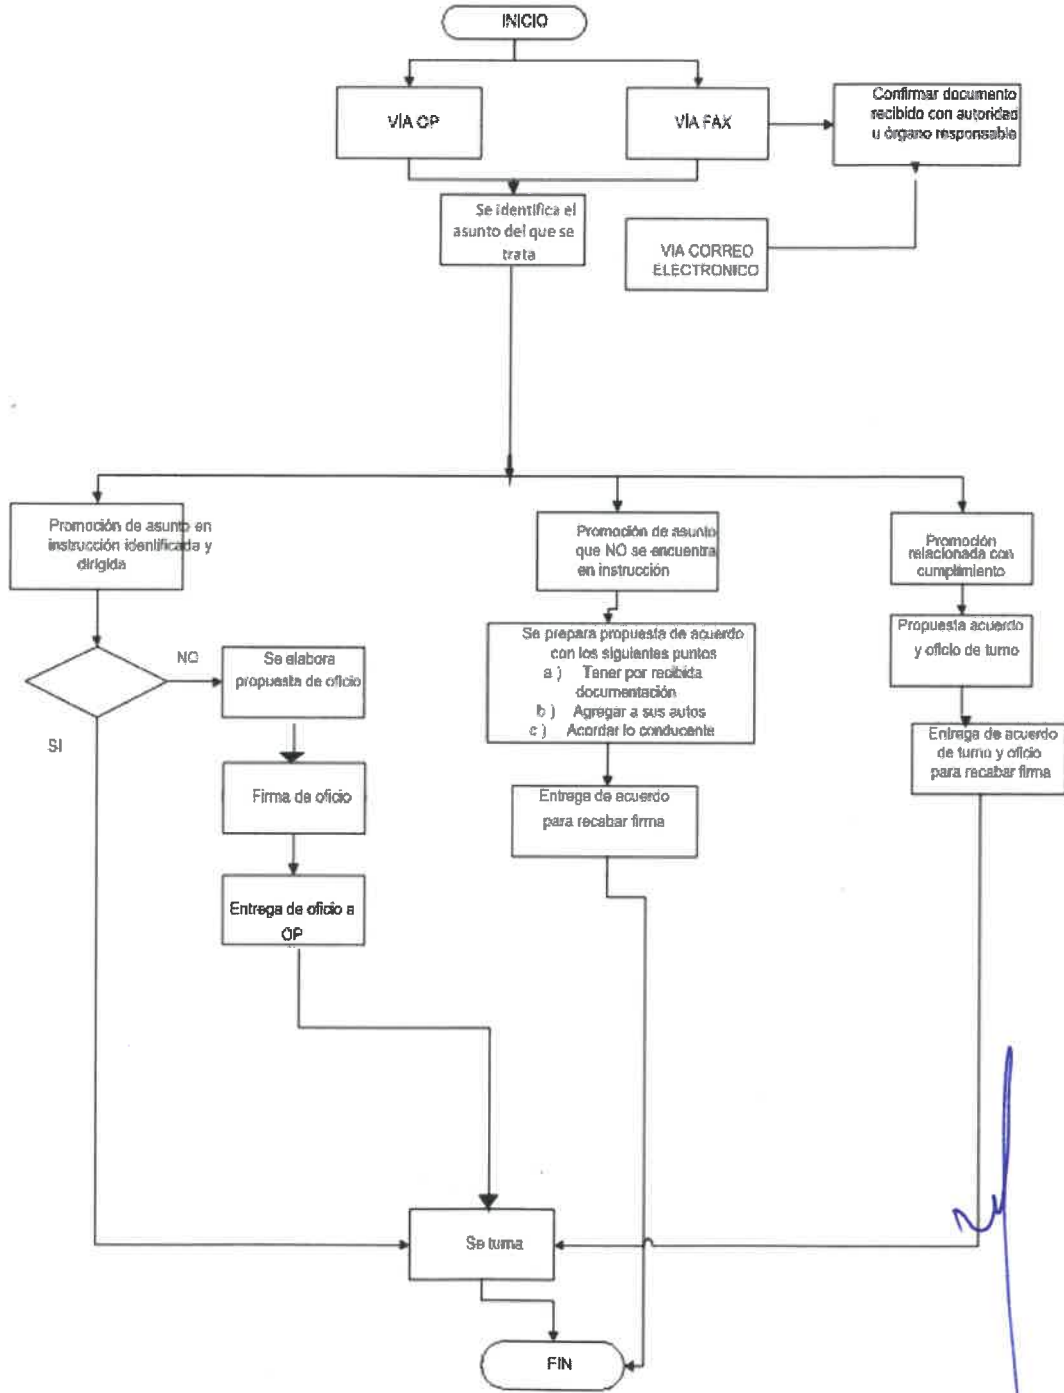 INICIO
VÍA OP
VÍA FAX
Confirmar documento
recibido con autoridad
u órgano responsable
Se identifica el
asunto del que se
trata
VIA CORREO
ELECTRONICO
Promoción de asunto en
instrucción identificada y
dirigida
Promoción de asunto
que NO se encuentra
en instrucción
Promoción
relacionada con
cumplimiento
NO
SI
Se elabora
propuesta de oficio
Firma de oficio
Entrega de oficio a
OP
Se prepara propuesta de acuerdo
con los siguientes puntos
a ) Tener por recibida
documentación
b ) Agregar a sus autos
c ) Acordar lo conducente
Entrega de acuerdo
para recabar firma
Propuesta acuerdo
y oficio de turno
Entrega de acuerdo
de turno y oficio
para recabar firma
Se turna
FIN